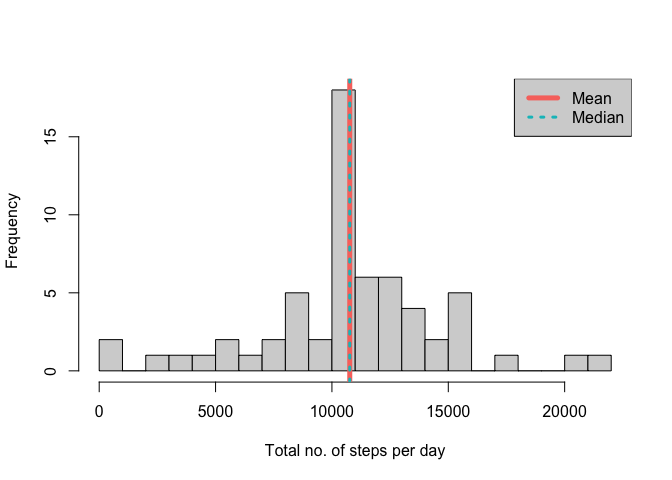 Mean
Median
15
10
5
0
Frequency
0 5000 10000 15000 20000
Total no. of steps per day